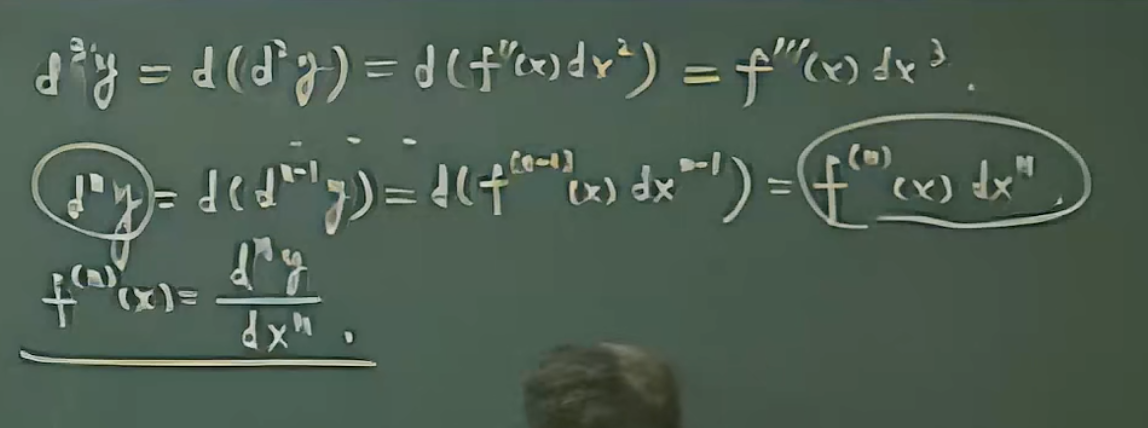 d³y = d(d²y) = d(f″(x)dx²) = f‴(x) dx³.
dⁿy = d(dⁿ⁻¹y) = d(f⁽ⁿ⁻¹⁾(x) dxⁿ⁻¹) = f⁽ⁿ⁾(x) dxⁿ.
f⁽ⁿ⁾(x) = dⁿy / dxⁿ.